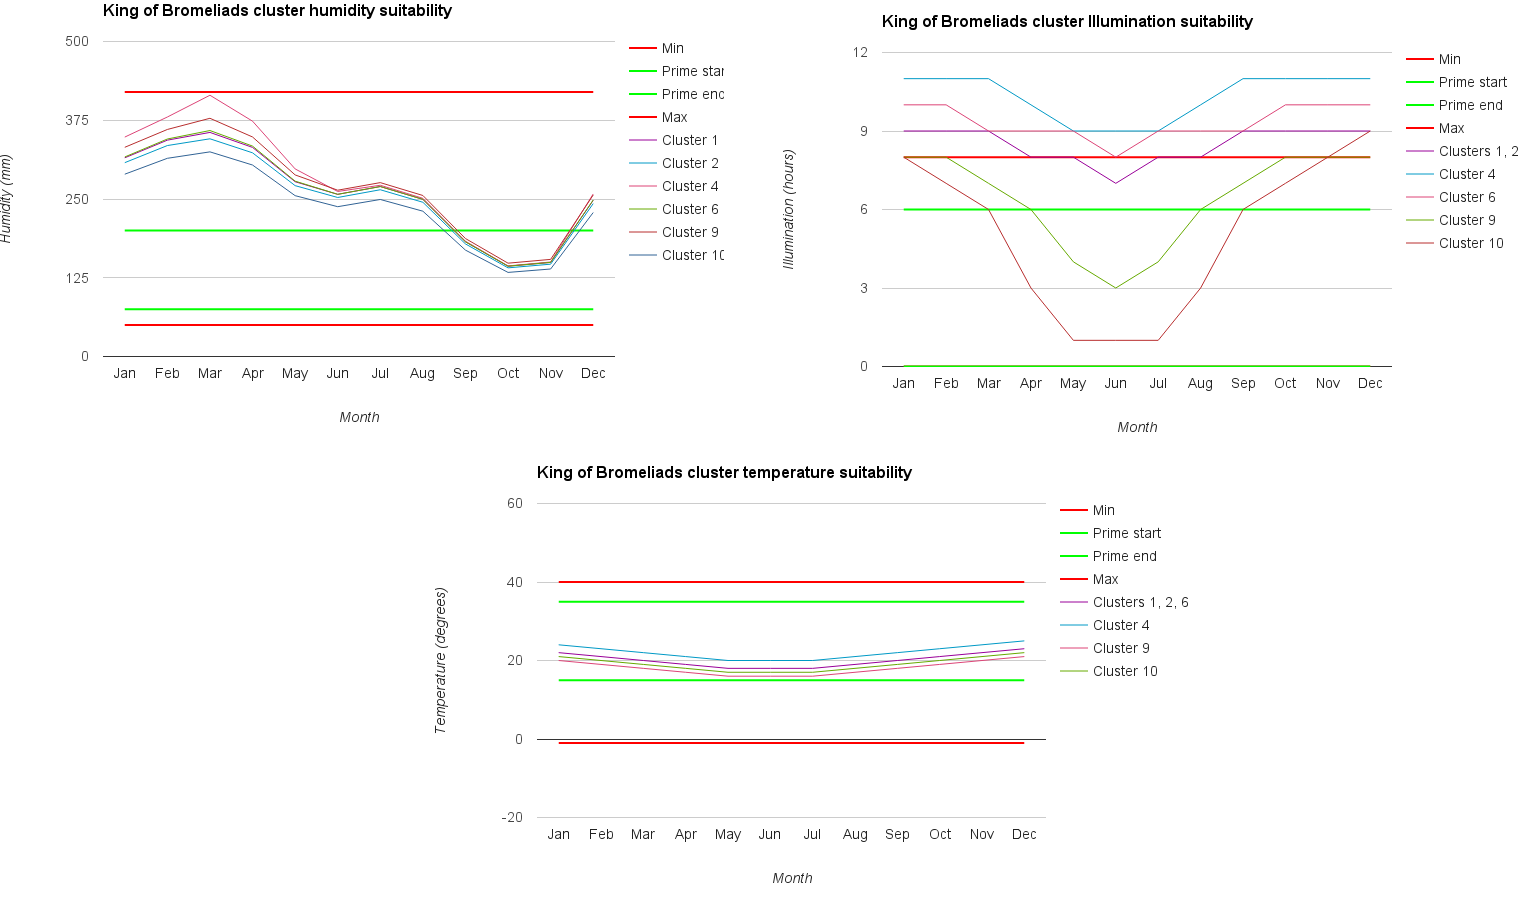 King of Bromeliads cluster humidity suitability
500
375
250
125
0
Humidity (mm)
Jan Feb Mar Apr May Jun Jul Aug Sep Oct Nov Dec
Month
Min
Prime star
Prime end
Max
Cluster 1
Cluster 2
Cluster 4
Cluster 6
Cluster 9
Cluster 10
King of Bromeliads cluster Illumination suitability
12
9
6
3
0
Illumination (hours)
Jan Feb Mar Apr May Jun Jul Aug Sep Oct Nov Dec
Month
Min
Prime start
Prime end
Max
Clusters 1, 2
Cluster 4
Cluster 6
Cluster 9
Cluster 10
King of Bromeliads cluster temperature suitability
60
40
20
0
-20
Temperature (degrees)
Jan Feb Mar Apr May Jun Jul Aug Sep Oct Nov Dec
Month
Min
Prime start
Prime end
Max
Clusters 1, 2, 6
Cluster 4
Cluster 9
Cluster 10